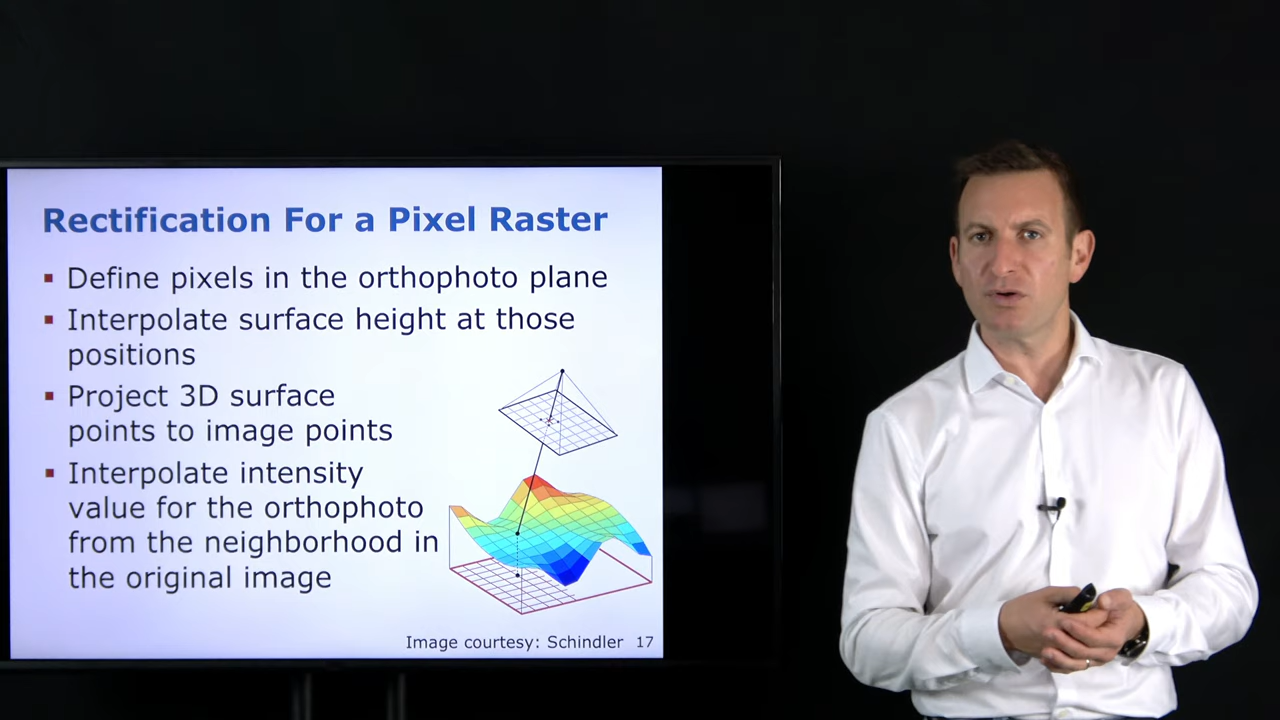 Rectification For a Pixel Raster
▪ Define pixels in the orthophoto plane
▪ Interpolate surface height at those
positions
▪ Project 3D surface
points to image points
▪ Interpolate intensity
value for the orthophoto
from the neighborhood in
the original image
Image courtesy: Schindler 17